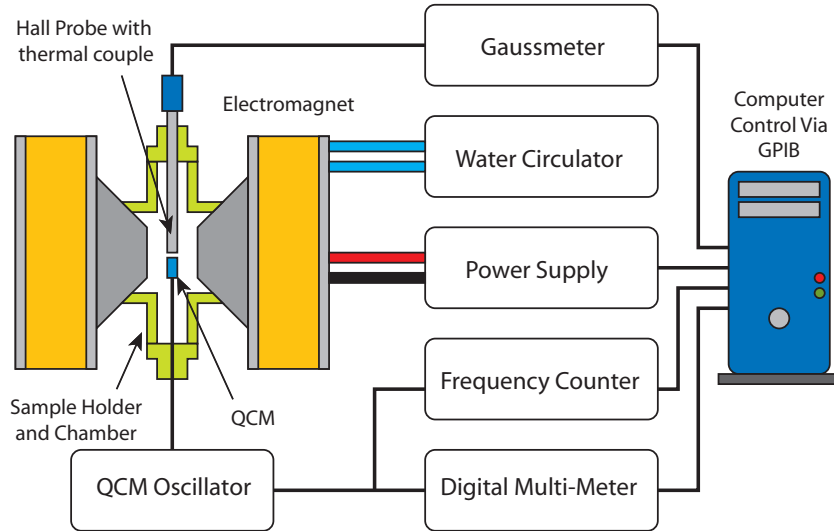 Hall Probe with
thermal couple
Gaussmeter
Electromagnet
Computer
Control Via
GPIB
Water Circulator
Power Supply
Frequency Counter
Sample Holder
and Chamber
QCM
QCM Oscillator
Digital Multi-Meter